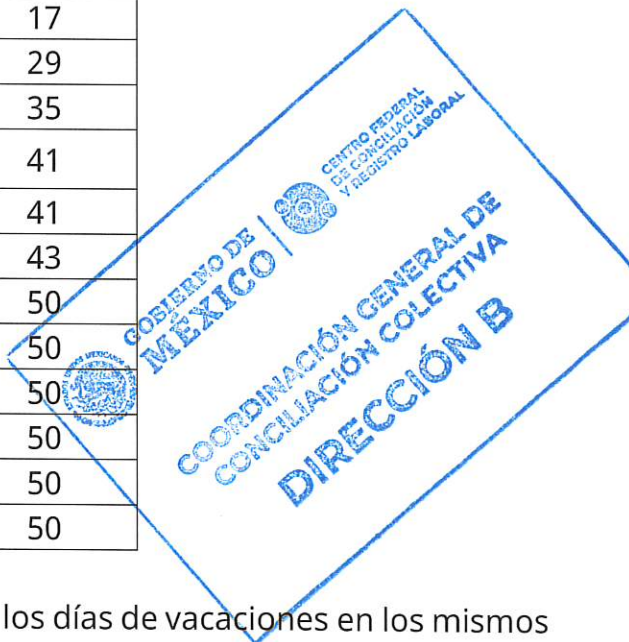 17
29
35
41
41
43
50
50
50
50
50
50
GOBIERNO DE
MÉXICO
CENTRO FEDERAL
DE CONCILIACIÓN
Y REGISTRO LABORAL
COORDINACIÓN GENERAL DE
CONCILIACIÓN COLECTIVA
DIRECCIÓN B
los días de vacaciones en los mismos